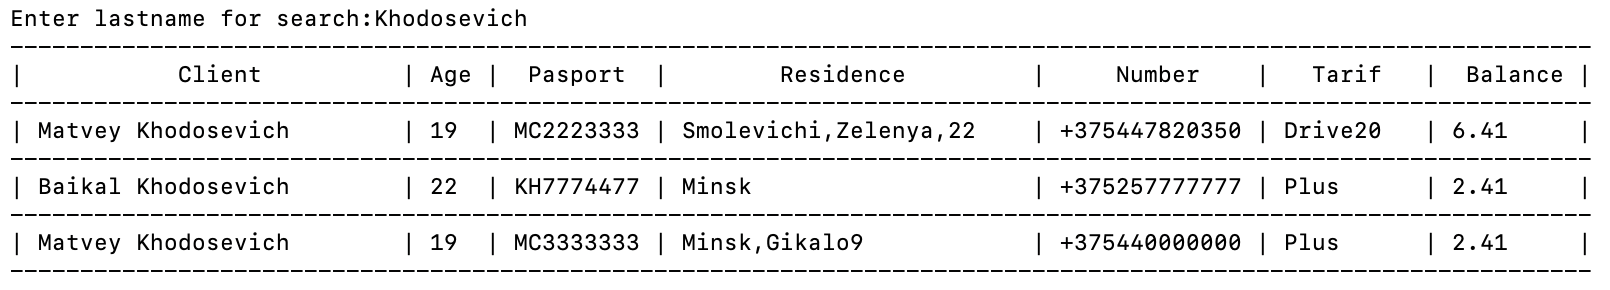 Enter lastname for search:Khodosevich
| Client | Age | Pasport | Residence | Number | Tarif | Balance |
| Matvey Khodosevich | 19 | MC2223333 | Smolevichi,Zelenya,22 | +375447820350 | Drive20 | 6.41 |
| Baikal Khodosevich | 22 | KH7774477 | Minsk | +375257777777 | Plus | 2.41 |
| Matvey Khodosevich | 19 | MC3333333 | Minsk,Gikalo9 | +375440000000 | Plus | 2.41 |